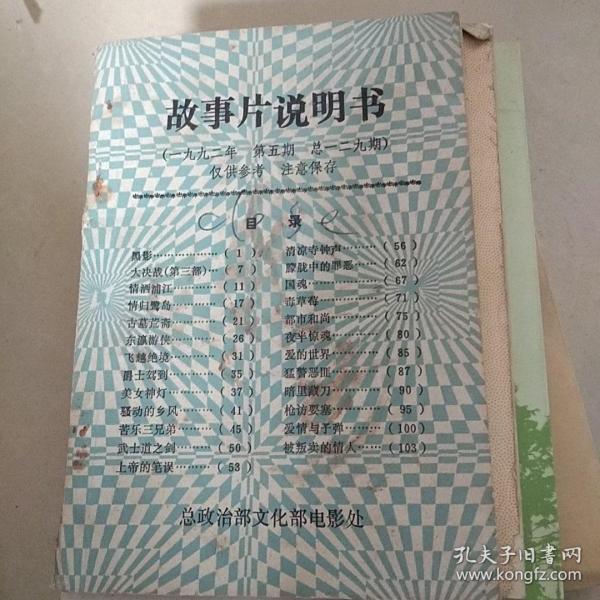 故事片说明书
(一九九二年 第五期 总一二九期)
仅供参考 注意保存
目录
黑影………………(1)
大决战(第三部)…(7)
情洒浦江…………(11)
情归鹭岛…………(17)
古墓荒斋…………(21)
东瀛游侠…………(26)
飞越绝境…………(31)
爵士驾到…………(35)
美女神灯…………(37)
骚动的乡风………(41)
苦乐三兄弟………(45)
武士道之剑………(50)
上帝的笔误………(53)
清凉寺钟声………(56)
朦胧中的罪恶……(62)
国魂………………(67)
毒草莓……………(71)
都市和尚…………(75)
夜半惊魂…………(80)
爱的世界…………(85)
猛警恶匪…………(87)
暗里藏刀…………(90)
枪访要塞…………(95)
爱情与子弹………(100)
被叛卖的情人……(103)
总政治部文化部电影处
孔夫子旧书网
www.kongfz.com